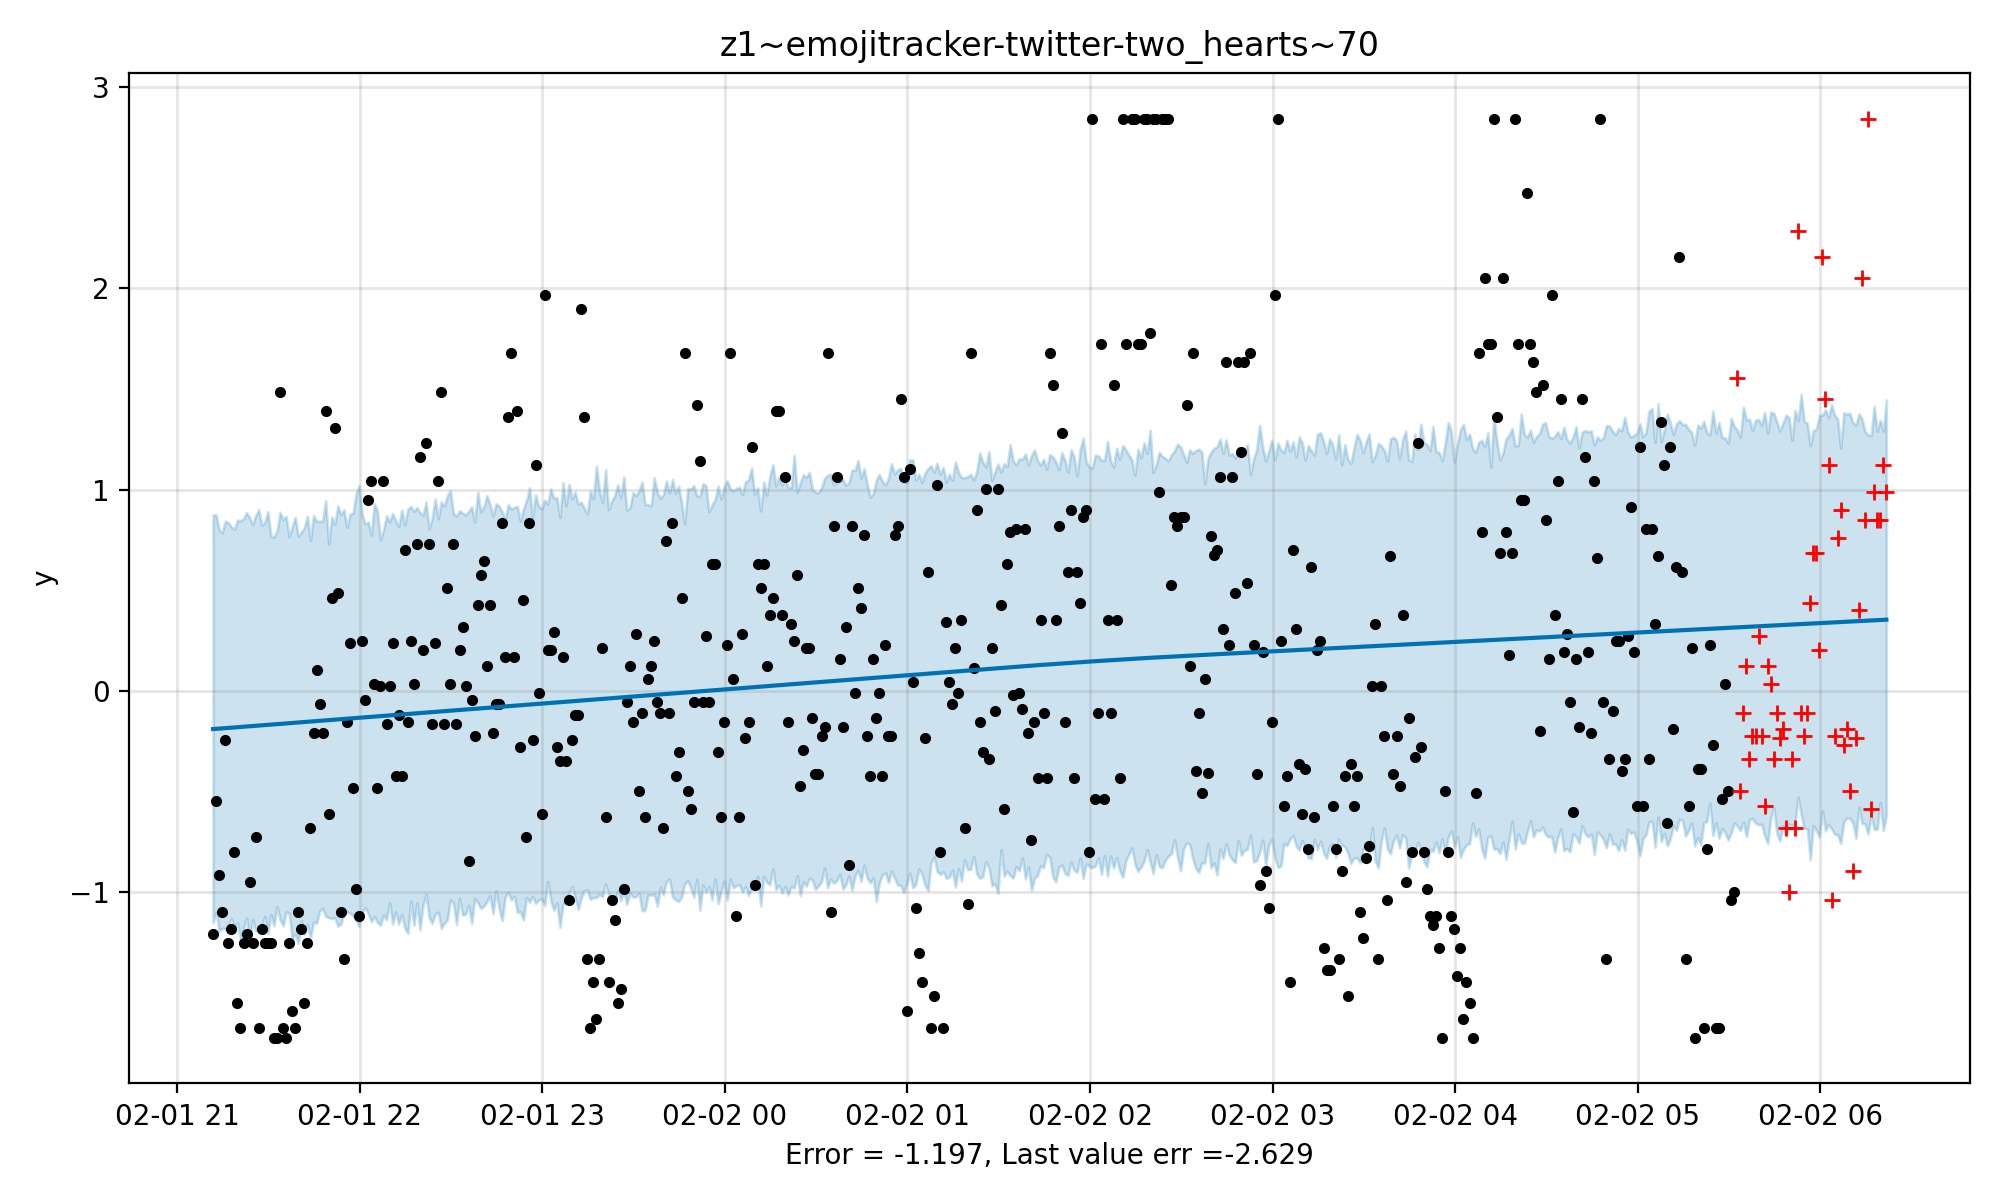 z1~emojitracker-twitter-two_hearts~70
3
2
1
0
−1
y
02-01 21 02-01 22 02-01 23 02-02 00 02-02 01 02-02 02 02-02 03 02-02 04 02-02 05 02-02 06
Error = -1.197, Last value err =-2.629